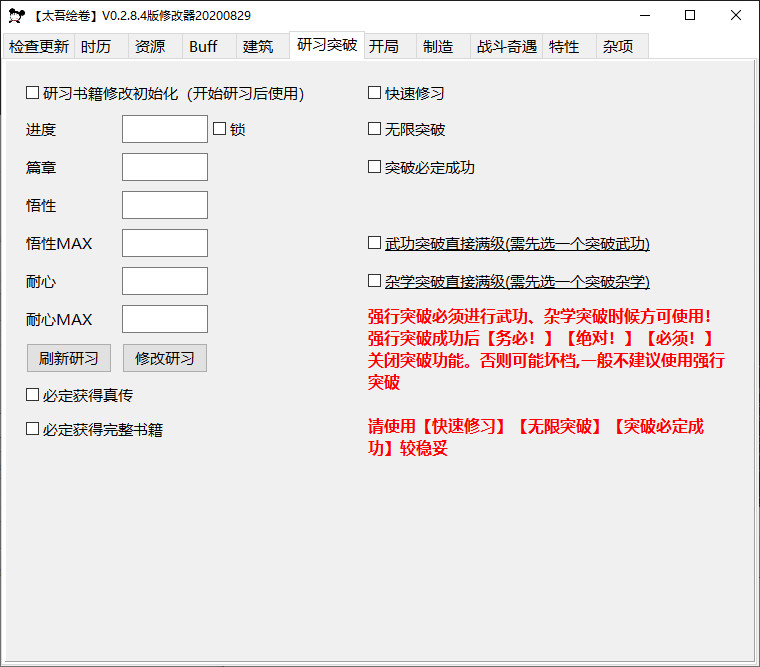 【太吾绘卷】V0.2.8.4版修改器20200829
检查更新 时历 资源 Buff 建筑 研习突破 开局 制造 战斗奇遇 特性 杂项
研习书籍修改初始化（开始研习后使用） 快速修习
进度 锁 无限突破
篇章 突破必定成功
悟性
悟性MAX 武功突破直接满级(需先选一个突破武功)
耐心 杂学突破直接满级(需先选一个突破杂学)
耐心MAX
刷新研习 修改研习
必定获得真传
必定获得完整书籍
强行突破必须进行武功、杂学突破时候方可使用！
强行突破成功后【务必！】【绝对！】【必须！】
关闭突破功能。否则可能坏档,一般不建议使用强行
突破
请使用【快速修习】【无限突破】【突破必定成
功】较稳妥